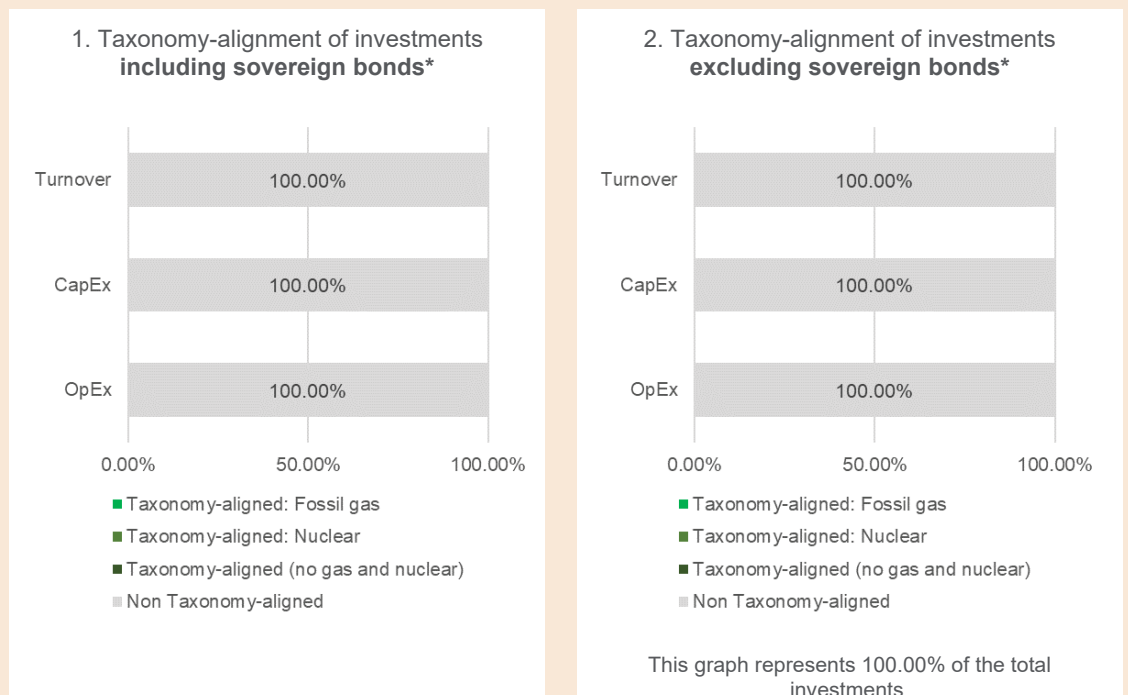 1. Taxonomy-alignment of investments
including sovereign bonds*
Turnover
100.00%
CapEx
100.00%
OpEx
100.00%
0.00%
50.00%
100.00%
Taxonomy-aligned: Fossil gas
Taxonomy-aligned: Nuclear
Taxonomy-aligned (no gas and nuclear)
Non Taxonomy-aligned
2. Taxonomy-alignment of investments
excluding sovereign bonds*
Turnover
100.00%
CapEx
100.00%
OpEx
100.00%
0.00%
50.00%
100.00%
Taxonomy-aligned: Fossil gas
Taxonomy-aligned: Nuclear
Taxonomy-aligned (no gas and nuclear)
Non Taxonomy-aligned
This graph represents 100.00% of the total
investments